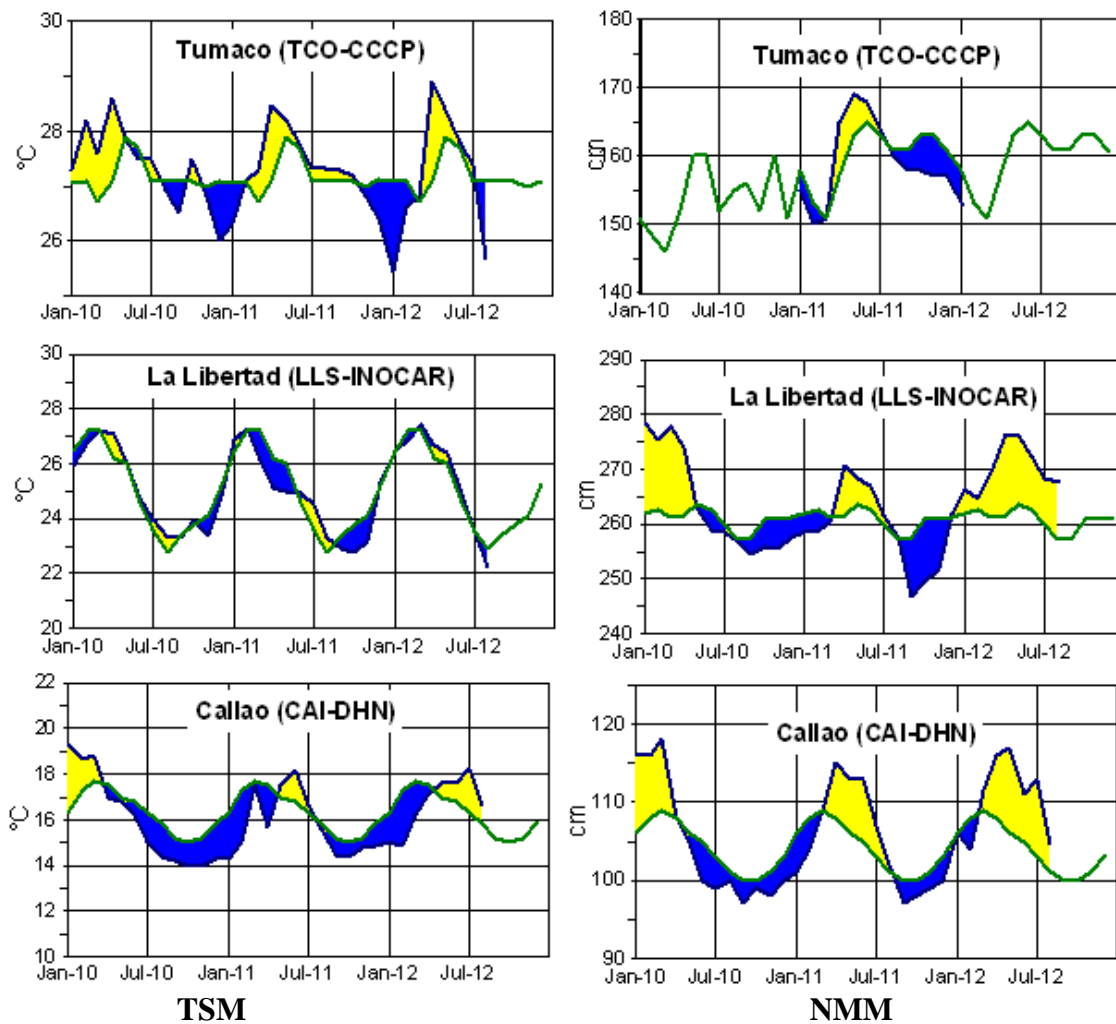 30
28
26
°C
Tumaco (TCO-CCCP)
Jan-10 Jul-10 Jan-11 Jul-11 Jan-12 Jul-12
180
170
160
150
140
cm
Tumaco (TCO-CCCP)
Jan-10 Jul-10 Jan-11 Jul-11 Jan-12 Jul-12
30
28
26
24
22
20
°C
La Libertad (LLS-INOCAR)
Jan-10 Jul-10 Jan-11 Jul-11 Jan-12 Jul-12
290
280
270
260
250
240
cm
La Libertad (LLS-INOCAR)
Jan-10 Jul-10 Jan-11 Jul-11 Jan-12 Jul-12
22
20
18
16
14
12
10
°C
Callao (CAI-DHN)
Jan-10 Jul-10 Jan-11 Jul-11 Jan-12 Jul-12
120
110
100
90
cm
Callao (CAI-DHN)
Jan-10 Jul-10 Jan-11 Jul-11 Jan-12 Jul-12
TSM
NMM